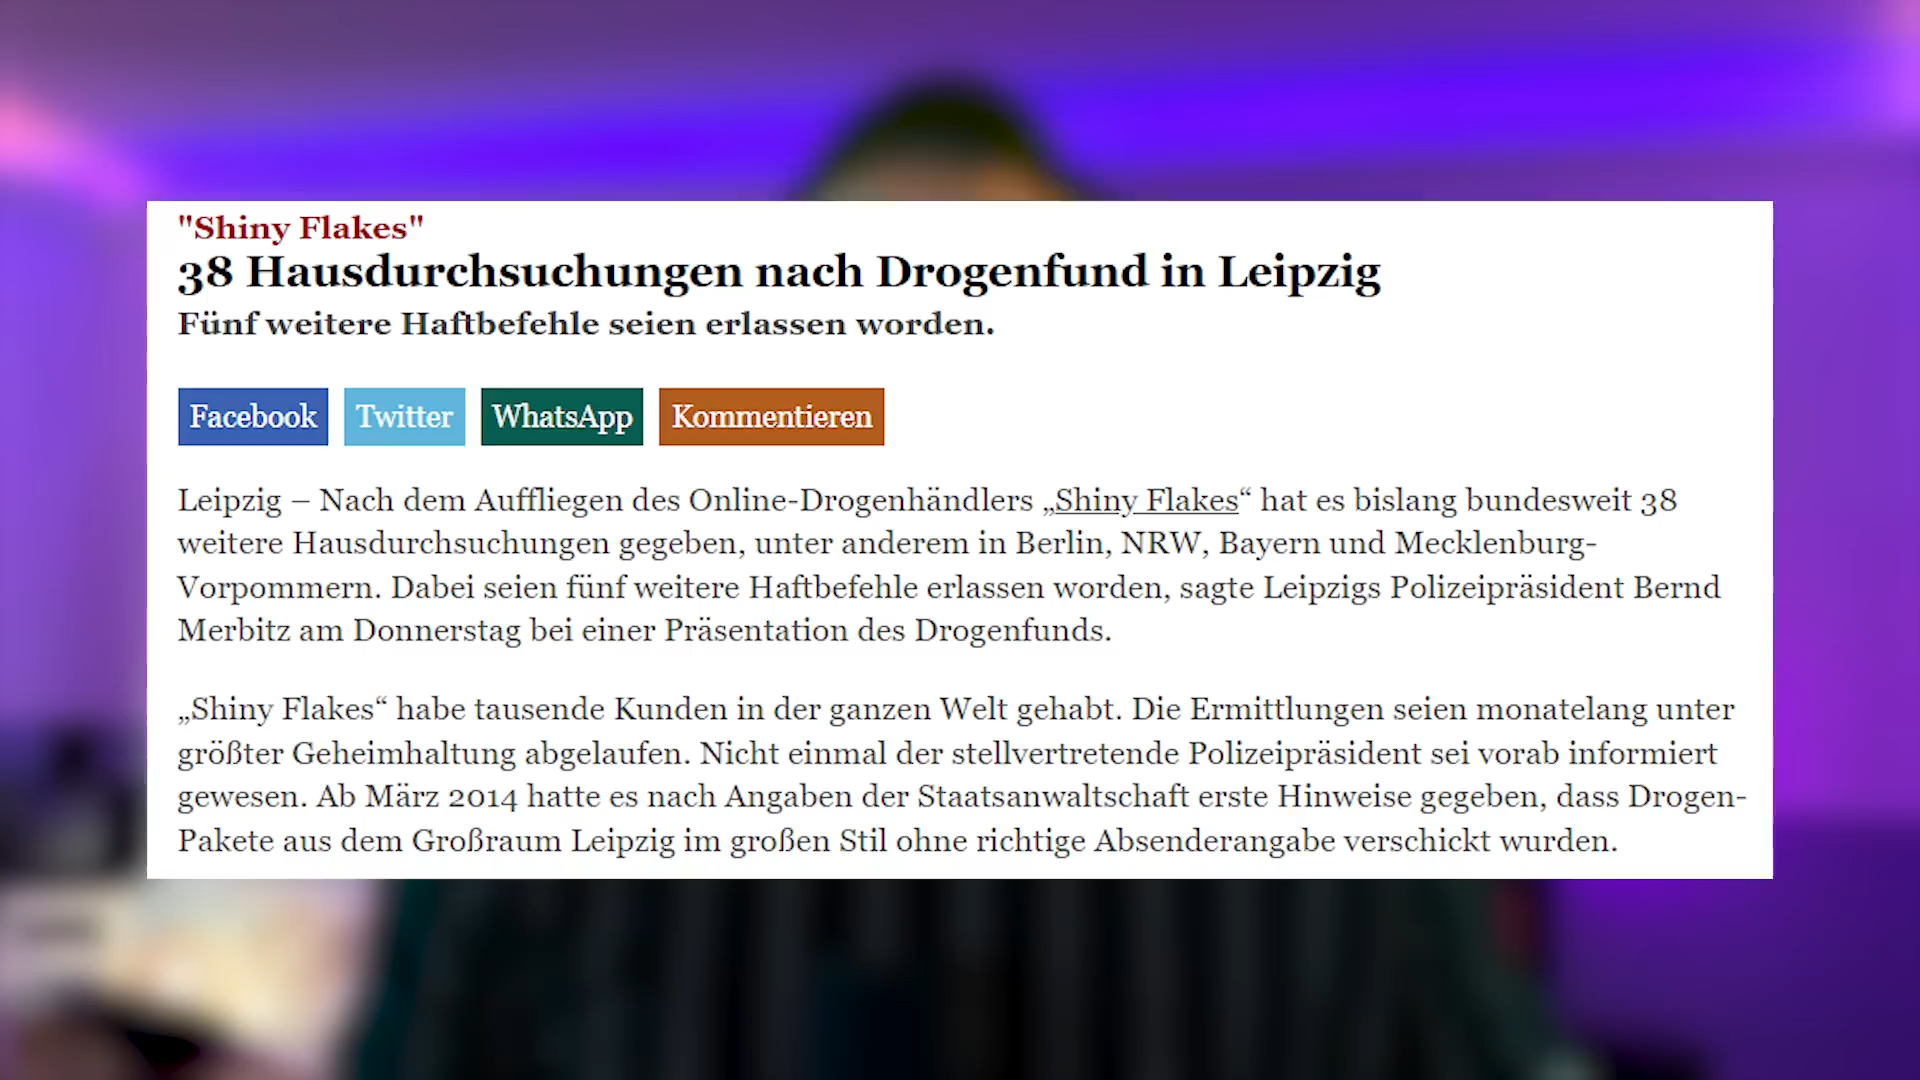 "Shiny Flakes"
38 Hausdurchsuchungen nach Drogenfund in Leipzig
Fünf weitere Haftbefehle seien erlassen worden.
Facebook Twitter WhatsApp Kommentieren
Leipzig – Nach dem Auffliegen des Online-Drogenhändlers „Shiny Flakes“ hat es bislang bundesweit 38
weitere Hausdurchsuchungen gegeben, unter anderem in Berlin, NRW, Bayern und Mecklenburg-
Vorpommern. Dabei seien fünf weitere Haftbefehle erlassen worden, sagte Leipzigs Polizeipräsident Bernd
Merbitz am Donnerstag bei einer Präsentation des Drogenfunds.
„Shiny Flakes“ habe tausende Kunden in der ganzen Welt gehabt. Die Ermittlungen seien monatelang unter
größter Geheimhaltung abgelaufen. Nicht einmal der stellvertretende Polizeipräsident sei vorab informiert
gewesen. Ab März 2014 hatte es nach Angaben der Staatsanwaltschaft erste Hinweise gegeben, dass Drogen-
Pakete aus dem Großraum Leipzig im großen Stil ohne richtige Absenderangabe verschickt wurden.